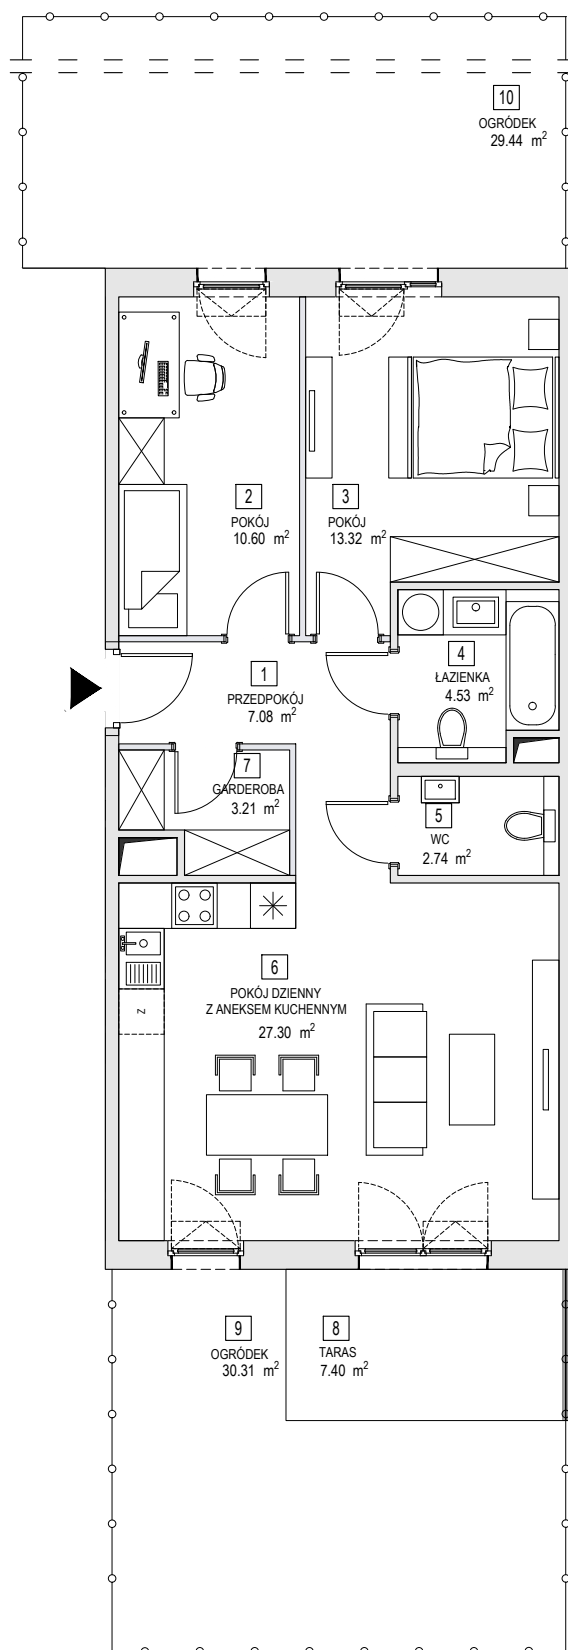 10
OGRÓDEK
29.44 m²
2
POKÓJ
10.60 m²
3
POKÓJ
13.32 m²
4
ŁAZIENKA
4.53 m²
1
PRZEDPOKÓJ
7.08 m²
7
GARDEROBA
3.21 m²
5
WC
2.74 m²
6
POKÓJ DZIENNY
Z ANEKSEM KUCHENNYM
27.30 m²
Z
9
OGRÓDEK
30.31 m²
8
TARAS
7.40 m²